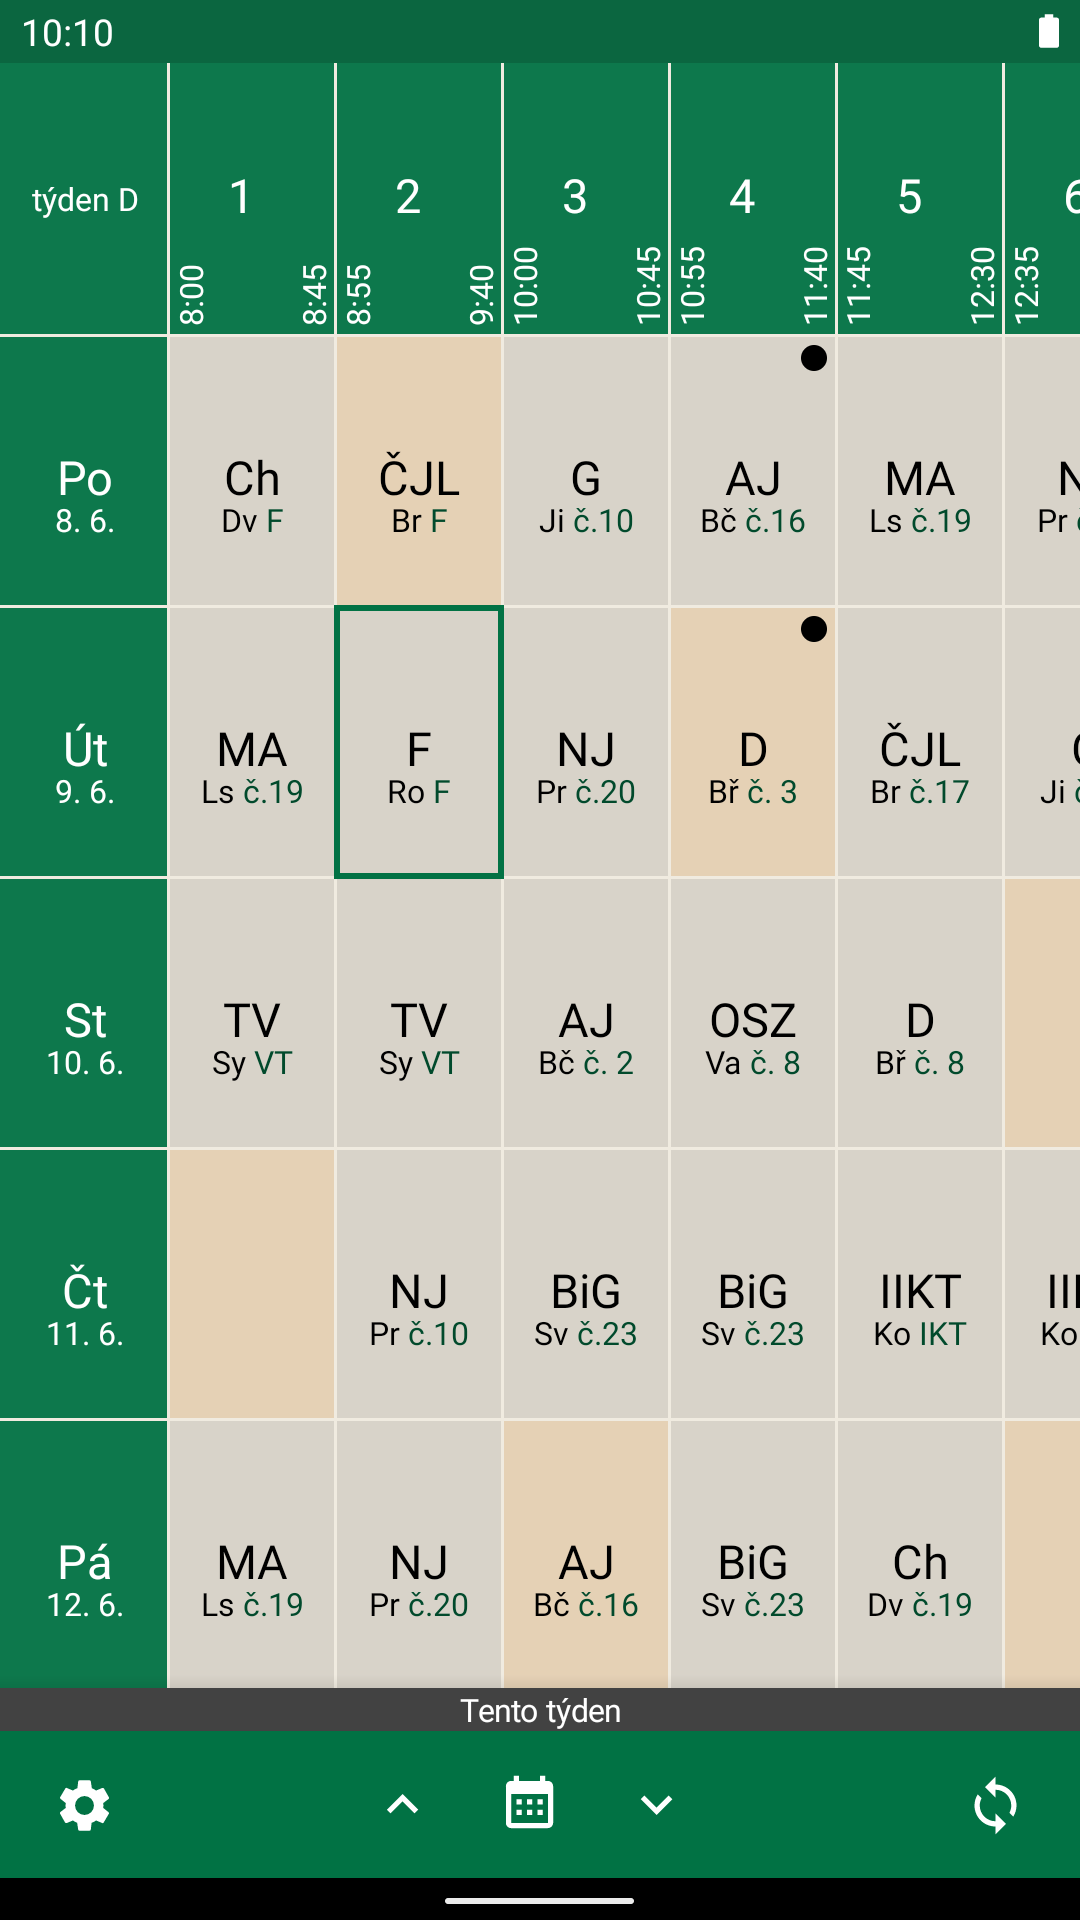 10:10
týden D
1
2
3
4
5
6
8:00
8:45
8:55
9:40
10:00
10:45
10:55
11:40
11:45
12:30
12:35
Po
8. 6.
Ch
Dv F
ČJL
Br F
G
Ji č.10
AJ
Bč č.16
MA
Ls č.19
Pr
Út
9. 6.
MA
Ls č.19
F
Ro F
NJ
Pr č.20
D
Bř č. 3
ČJL
Br č.17
Ji
St
10. 6.
TV
Sy VT
TV
Sy VT
AJ
Bč č. 2
OSZ
Va č. 8
D
Bř č. 8
Čt
11. 6.
NJ
Pr č.10
BiG
Sv č.23
BiG
Sv č.23
IIKT
Ko IKT
Ko
Pá
12. 6.
MA
Ls č.19
NJ
Pr č.20
AJ
Bč č.16
BiG
Sv č.23
Ch
Dv č.19
Tento týden